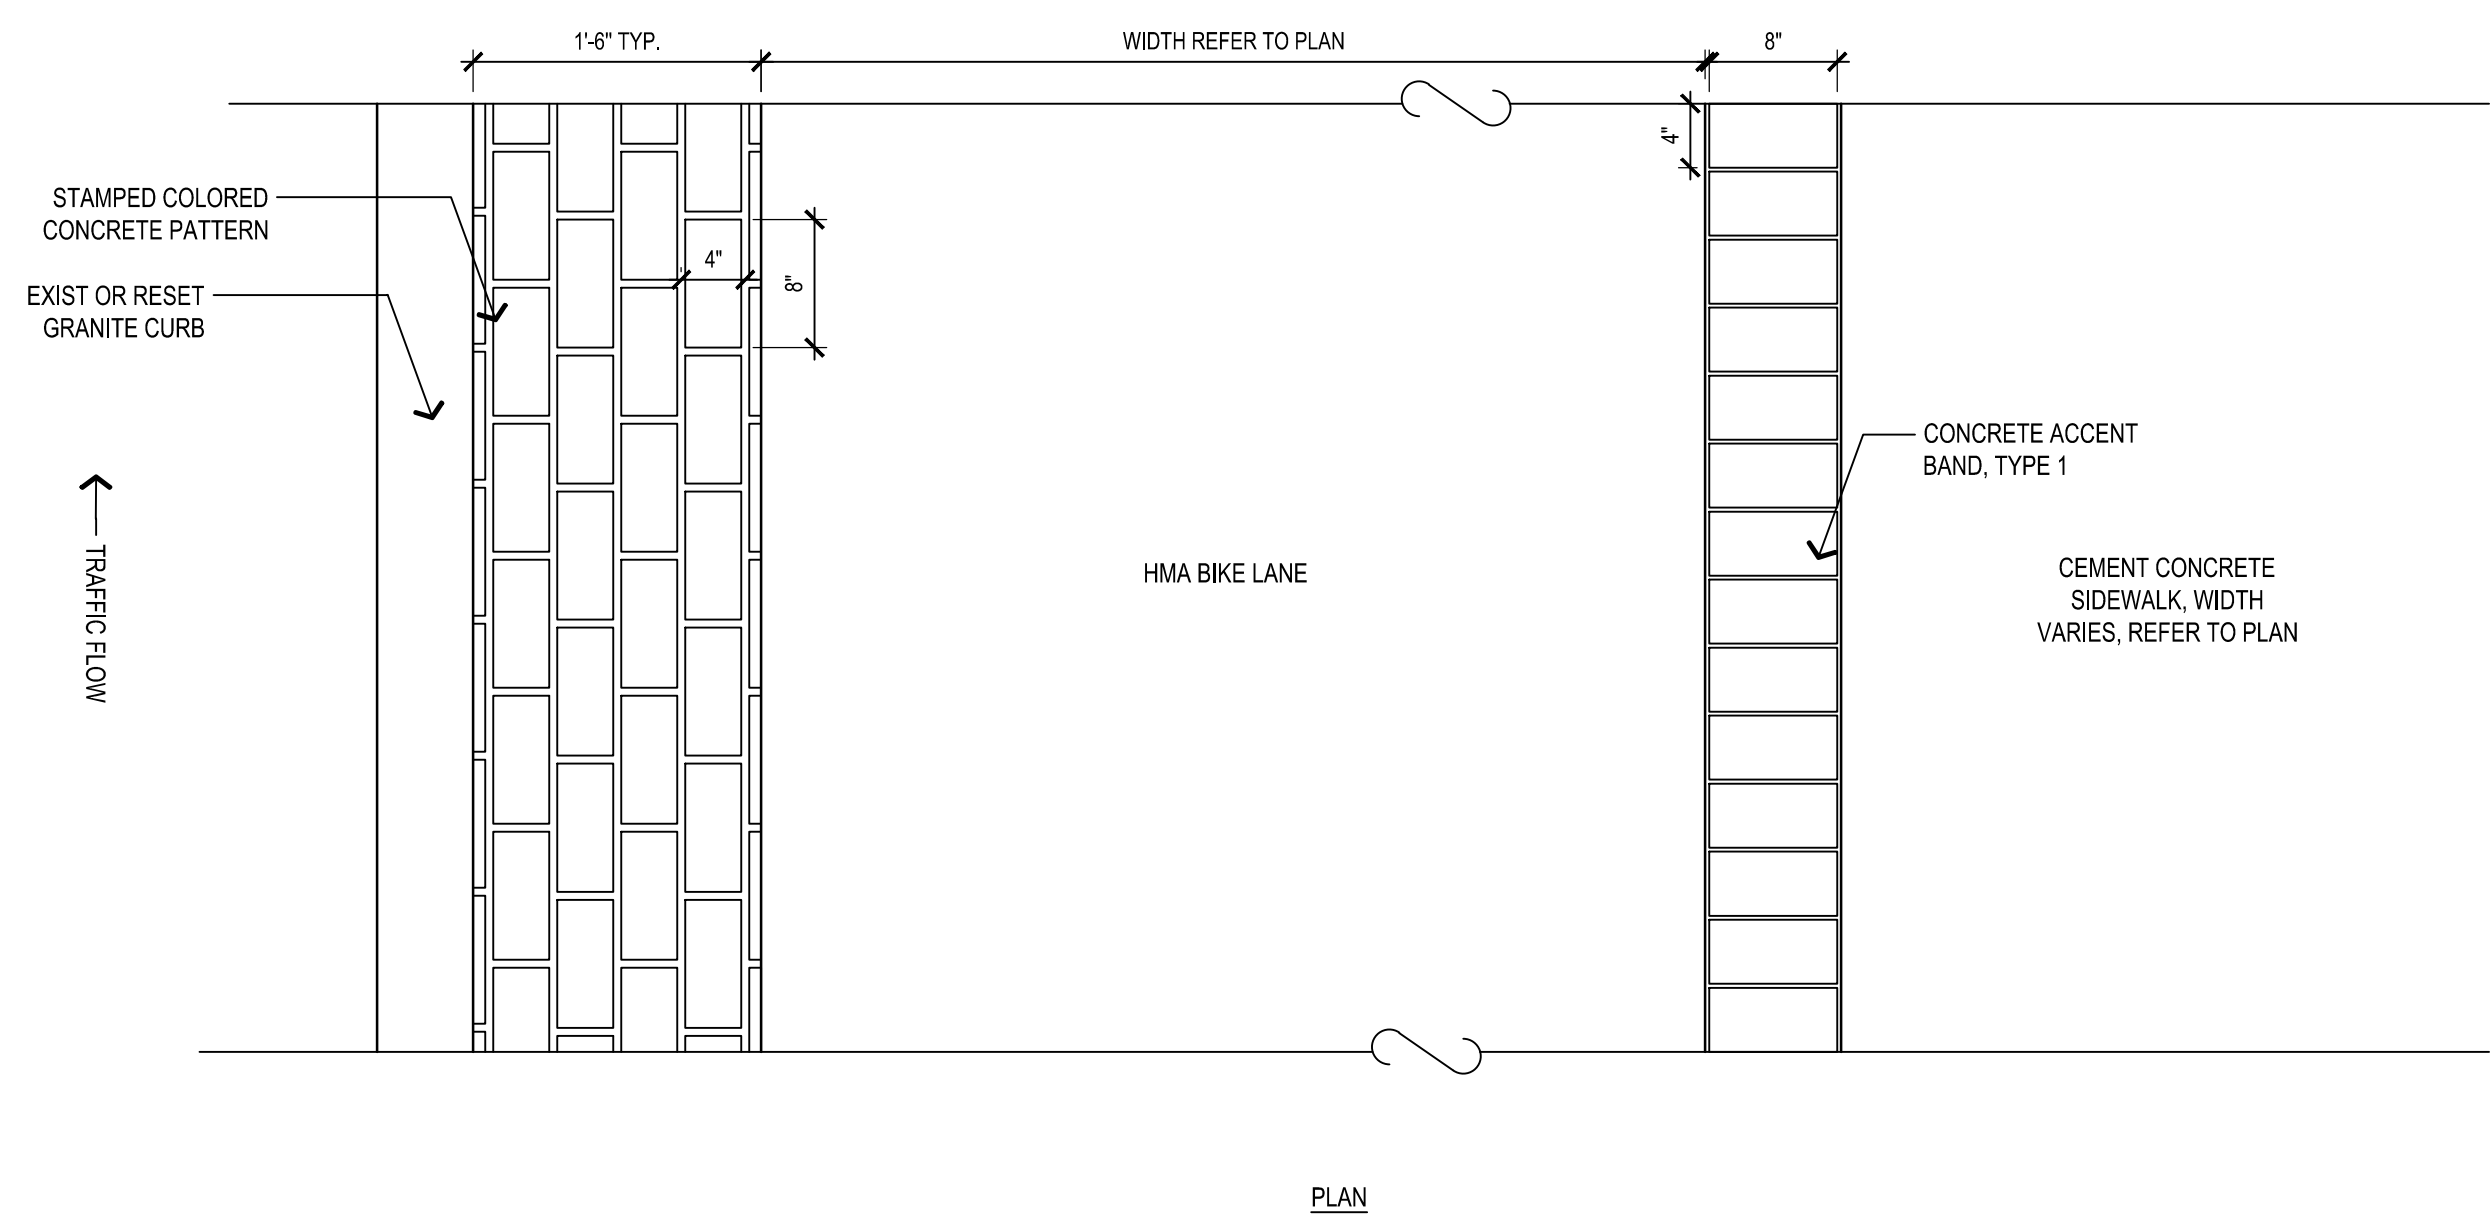 1'-6" TYP.
WIDTH REFER TO PLAN
8"
4"
STAMPED COLORED
CONCRETE PATTERN
4"
8"
EXIST OR RESET
GRANITE CURB
CONCRETE ACCENT
BAND, TYPE 1
TRAFFIC FLOW
HMA BIKE LANE
CEMENT CONCRETE
SIDEWALK, WIDTH
VARIES, REFER TO PLAN
PLAN